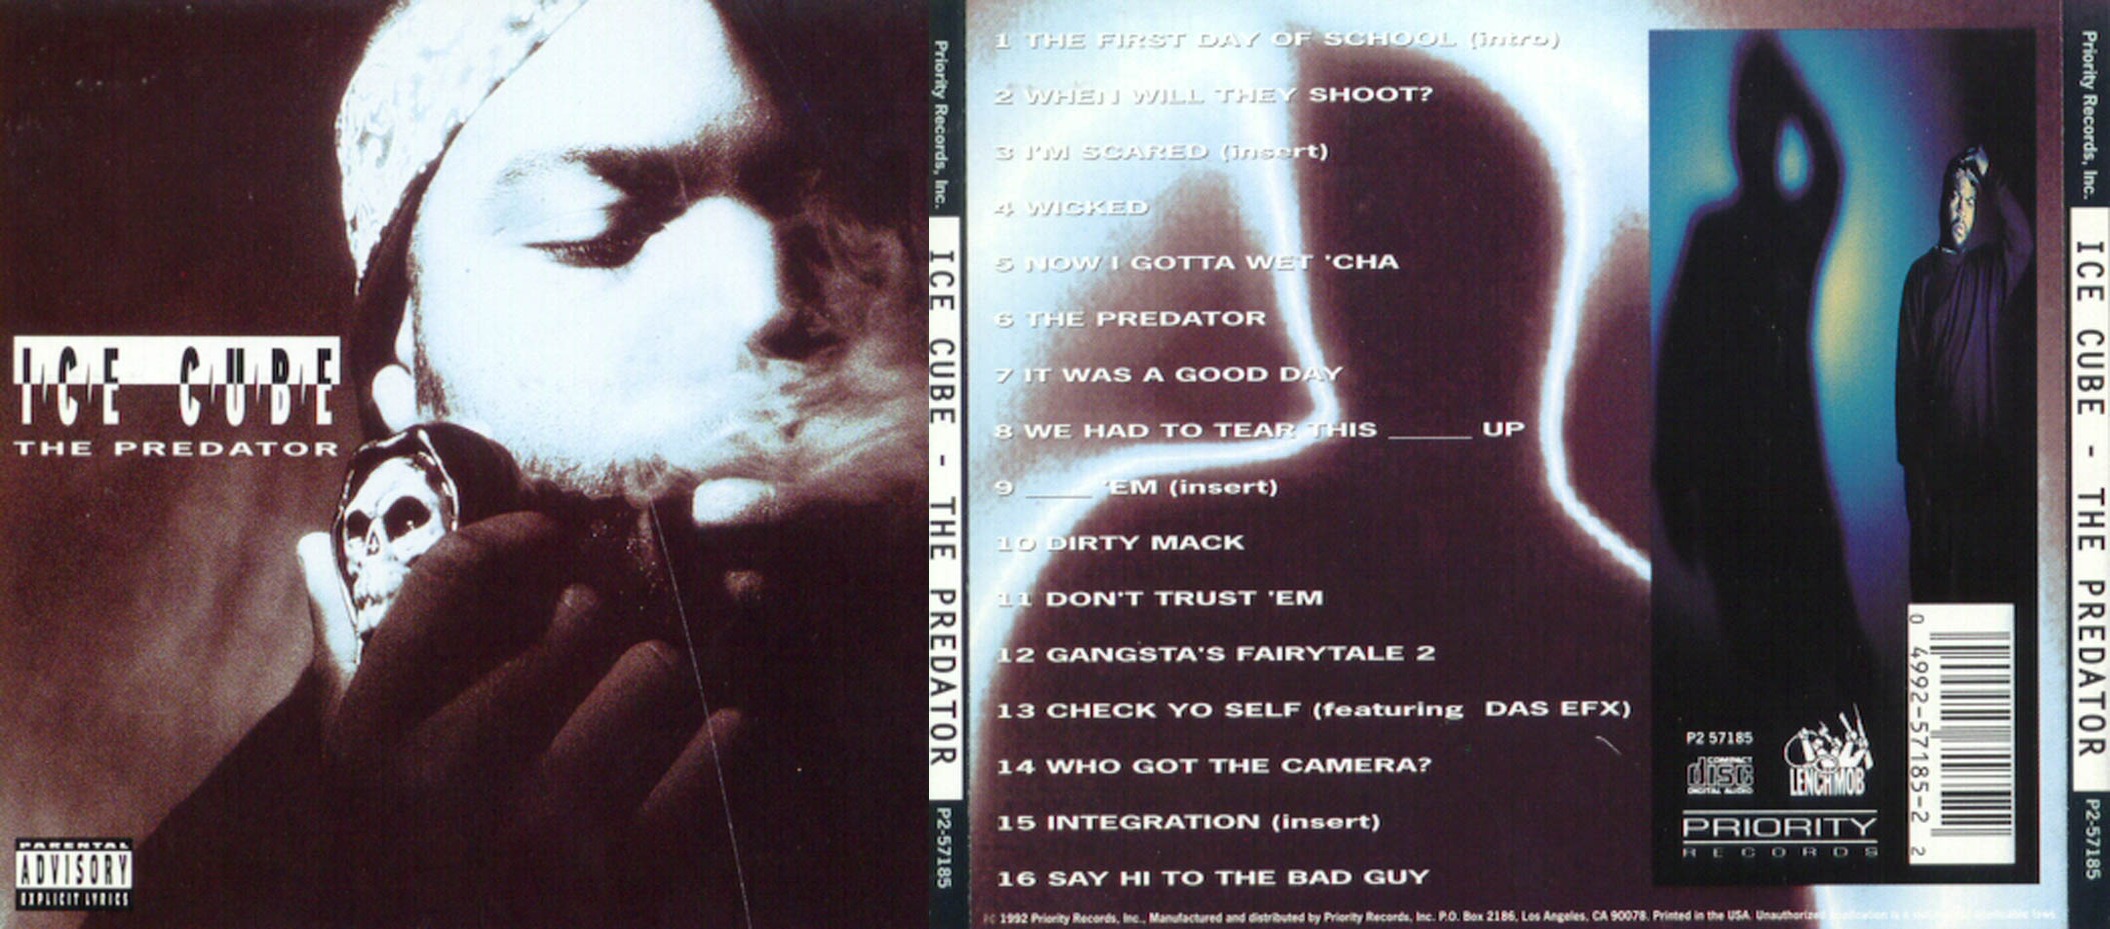 ICE CUBE
THE PREDATOR
PARENTAL
ADVISORY
EXPLICIT LYRICS
Priority Records, Inc.
ICE CUBE - THE PREDATOR
P2-57185
1 THE FIRST DAY OF SCHOOL (intro)
2 WHEN WILL THEY SHOOT?
3 I'M SCARED (insert)
4 WICKED
5 NOW I GOTTA WET 'CHA
6 THE PREDATOR
7 IT WAS A GOOD DAY
8 WE HAD TO TEAR THIS _____ UP
9 ____ 'EM (insert)
10 DIRTY MACK
11 DON'T TRUST 'EM
12 GANGSTA'S FAIRYTALE 2
13 CHECK YO SELF (featuring DAS EFX)
14 WHO GOT THE CAMERA?
15 INTEGRATION (insert)
16 SAY HI TO THE BAD GUY
1992 Priority Records, Inc., Manufactured and distributed by Priority Records, Inc. P.O. Box 2186, Los Angeles, CA 90078. Printed in the USA. Unauthorized
P2 57185
COMPACT
disc
DIGITAL AUDIO
LENCH MOB
PRIORITY
RECORDS
0 4992-57185-2 2
Priority Records, Inc.
ICE CUBE - THE PREDATOR
P2-57185